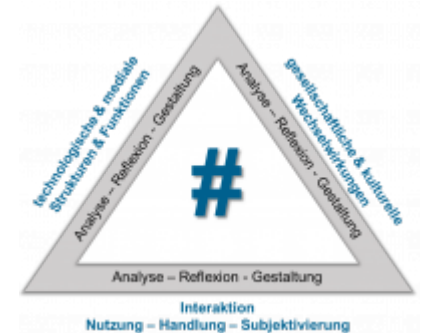 technologische & mediale
Strukturen & Funktionen
Analyse – Reflexion - Gestaltung
gesellschaftliche & kulturelle
Wechselwirkungen
Analyse – Reflexion - Gestaltung
#
Analyse – Reflexion - Gestaltung
Interaktion
Nutzung – Handlung – Subjektivierung